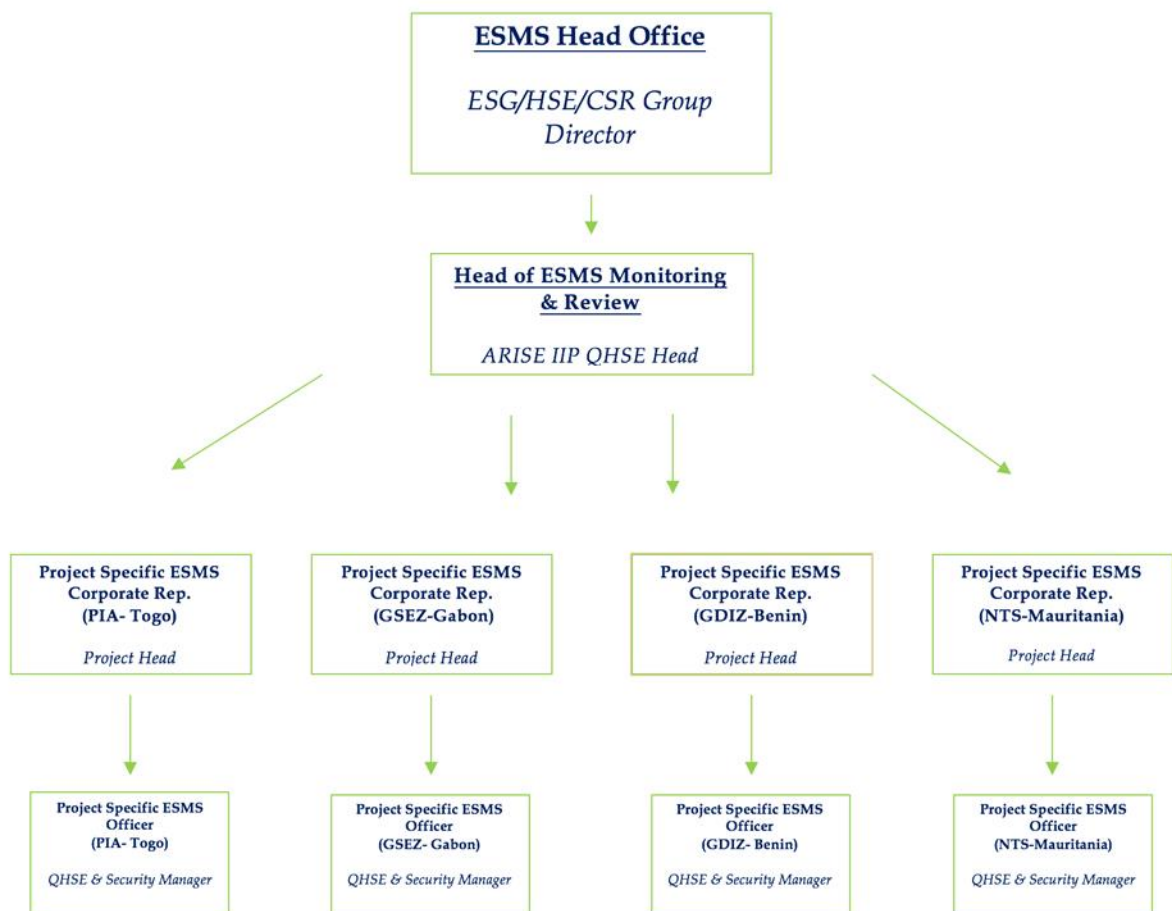 ESMS Head Office
ESG/HSE/CSR Group
Director
Head of ESMS Monitoring
& Review
ARISE IIP QHSE Head
Project Specific ESMS
Corporate Rep.
(PIA- Togo)
Project Head
Project Specific ESMS
Corporate Rep.
(GSEZ-Gabon)
Project Head
Project Specific ESMS
Corporate Rep.
(GDIZ-Benin)
Project Head
Project Specific ESMS
Corporate Rep.
(NTS-Mauritania)
Project Head
Project Specific ESMS
Officer
(PIA- Togo)
QHSE & Security Manager
Project Specific ESMS
Officer
(GSEZ- Gabon)
QHSE & Security Manager
Project Specific ESMS
Officer
(GDIZ- Benin)
QHSE & Security Manager
Project Specific ESMS
Officer
(NTS-Mauritania)
QHSE & Security Manager